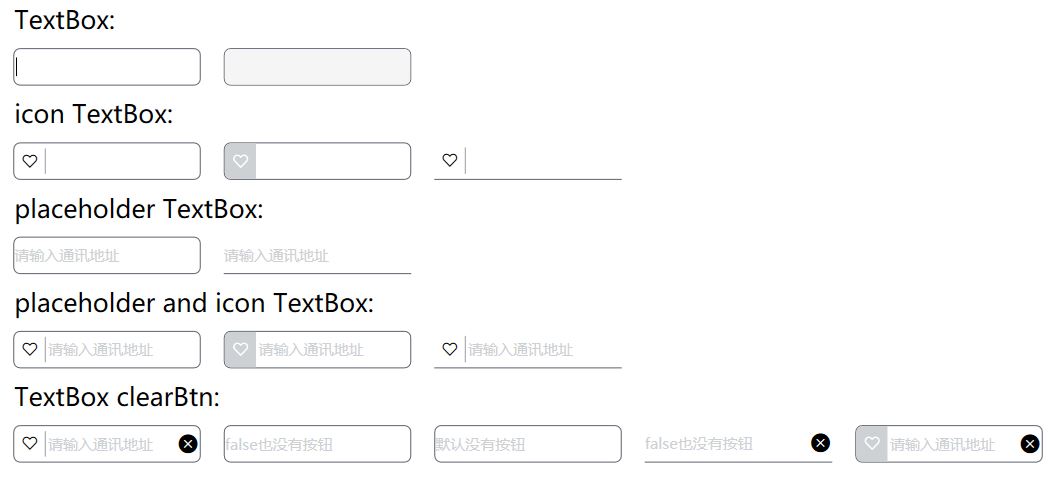 TextBox:
icon TextBox:
placeholder TextBox:
请输入通讯地址 请输入通讯地址
placeholder and icon TextBox:
请输入通讯地址 请输入通讯地址 请输入通讯地址
TextBox clearBtn:
请输入通讯地址 false也没有按钮 默认没有按钮 false也没有按钮 请输入通讯地址